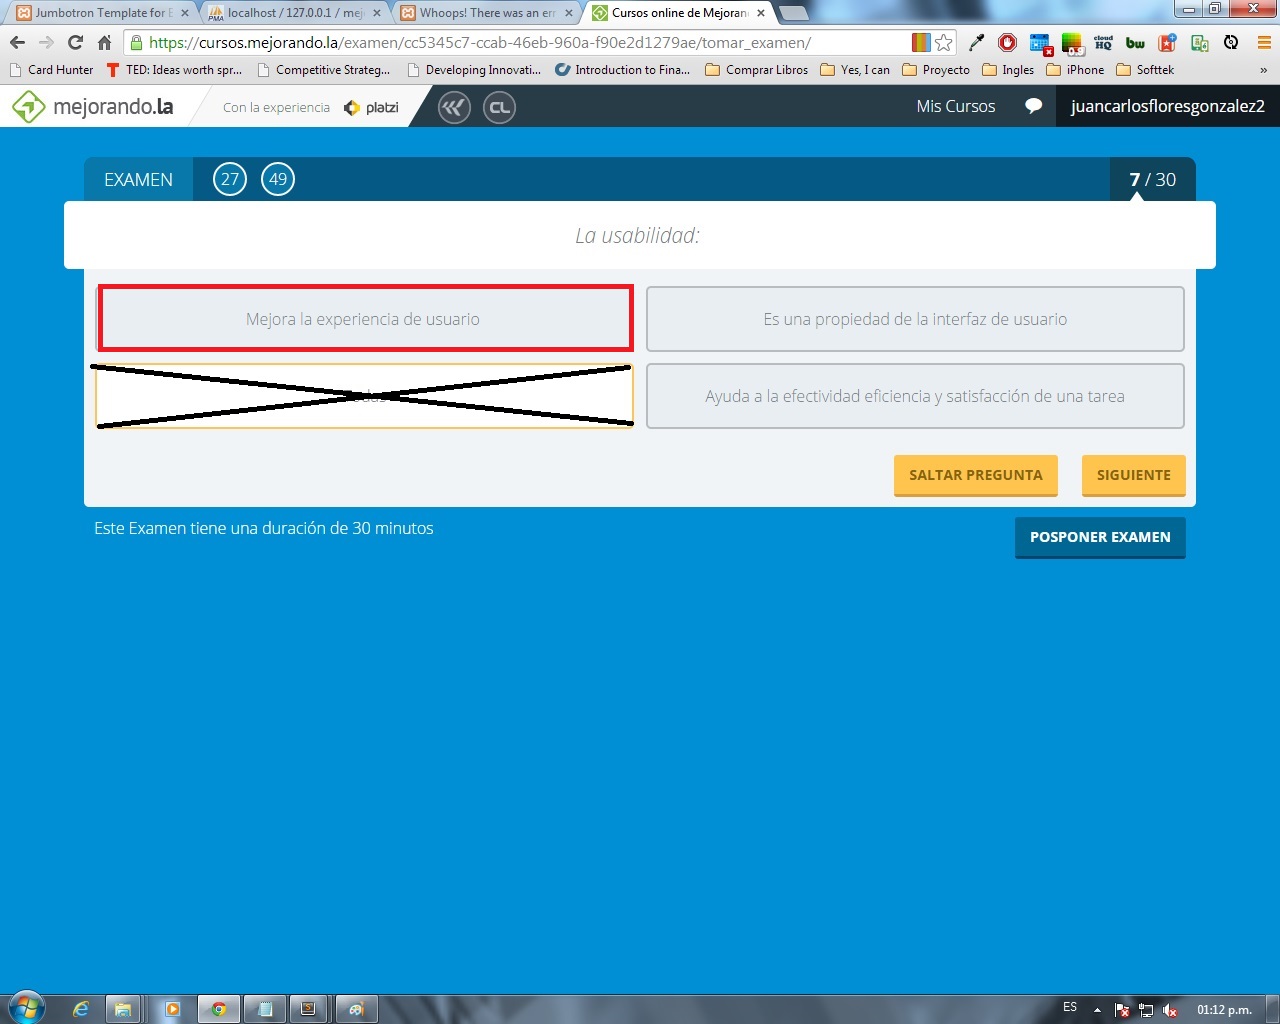 Jumbotron Template for B
localhost / 127.0.0.1 / mej
Whoops! There was an err
Cursos online de Mejoran
https://cursos.mejorando.la/examen/cc5345c7-ccab-46eb-960a-f90e2d1279ae/tomar_examen/
cloud HQ
bw
Card Hunter
TED: Ideas worth spr...
Competitive Strateg...
Developing Innovati...
Introduction to Fina...
Comprar Libros
Yes, I can
Proyecto
Ingles
iPhone
Softtek
»
mejorando.la
Con la experiencia
platzi
CL
Mis Cursos
juancarlosfloresgonzalez2
EXAMEN
27
49
7 / 30
La usabilidad:
Mejora la experiencia de usuario
Es una propiedad de la interfaz de usuario
Ayuda a la efectividad eficiencia y satisfacción de una tarea
SALTAR PREGUNTA
SIGUIENTE
Este Examen tiene una duración de 30 minutos
POSPONER EXAMEN
ES
01:12 p.m.